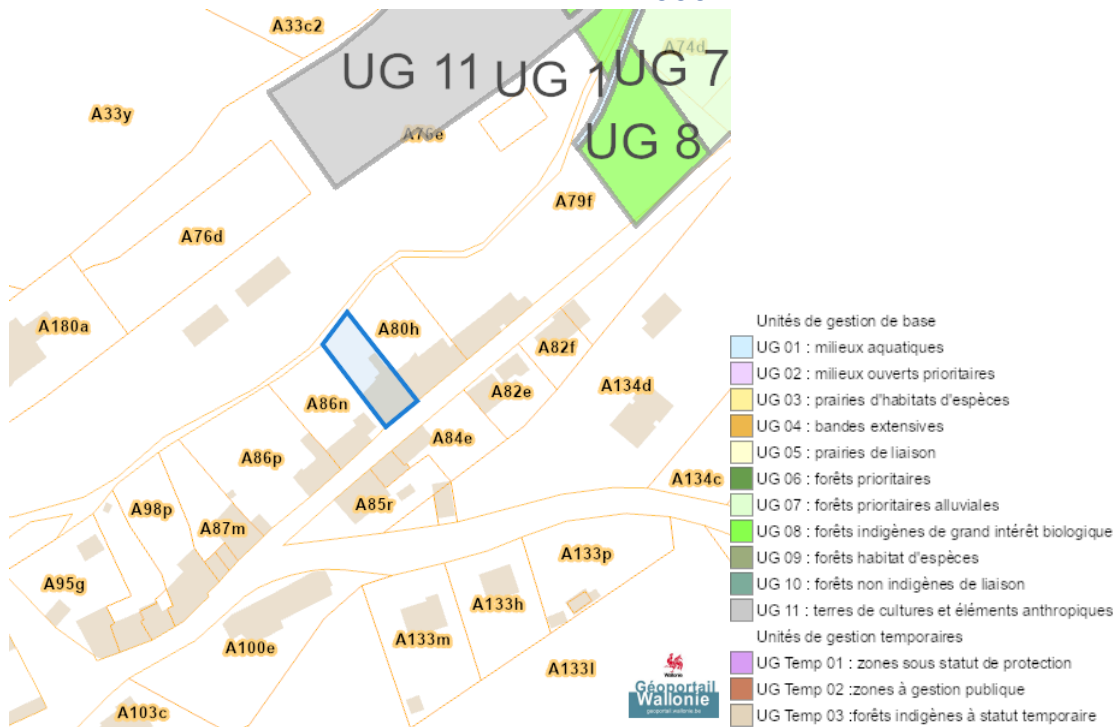 A33c2
UG 11
UG 1
UG 7
A74d
A33y
A76e
UG 8
A79f
A76d
A180a
A80h
A82f
A82e
A134d
A86n
A84e
A86p
A134c
A85r
A98p
A87m
A133p
A95g
A133h
A133m
A100e
A133l
A103c
Wallonie
Géoportail
Wallonie
geoportail.wallonie.be
Unités de gestion de base
UG 01 : milieux aquatiques
UG 02 : milieux ouverts prioritaires
UG 03 : prairies d'habitats d'espèces
UG 04 : bandes extensives
UG 05 : prairies de liaison
UG 06 : forêts prioritaires
UG 07 : forêts prioritaires alluviales
UG 08 : forêts indigènes de grand intérêt biologique
UG 09 : forêts habitat d'espèces
UG 10 : forêts non indigènes de liaison
UG 11 : terres de cultures et éléments anthropiques
Unités de gestion temporaires
UG Temp 01 : zones sous statut de protection
UG Temp 02 :zones à gestion publique
UG Temp 03 :forêts indigènes à statut temporaire